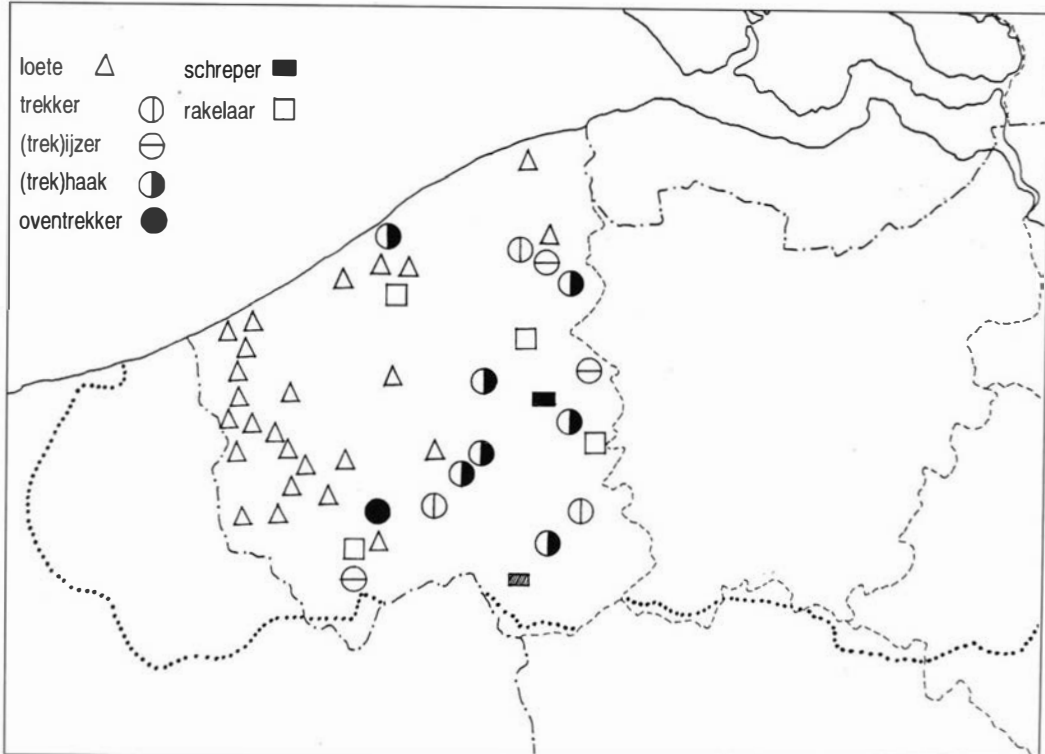 loete
trekker
(trek)ijzer
(trek)haak
oventrekker
schreper
rakelaar